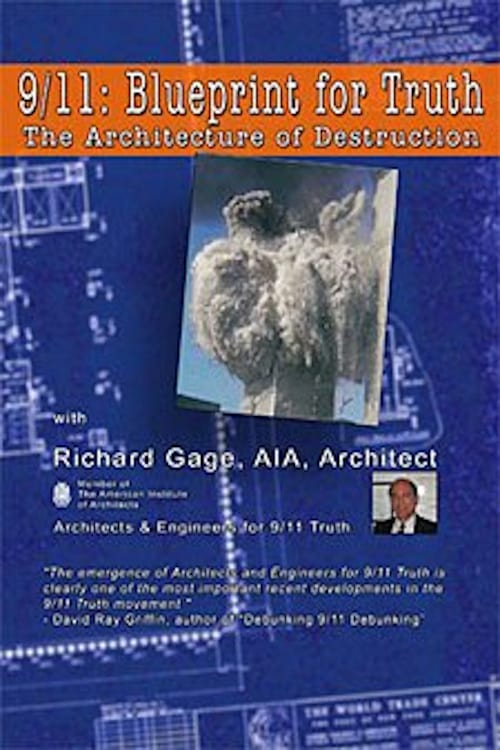 9/11: Blueprint for Truth
The Architecture of Destruction
with
Richard Gage, AIA, Architect
Member of
The American Institute
of Architects
Architects & Engineers for 9/11 Truth
"The emergence of Architects and Engineers for 9/11 Truth is
clearly one of the most important recent developments in the
9/11 Truth movement."
- David Ray Griffin, author of "Debunking 9/11 Debunking"
THE WORLD TRADE CENTER